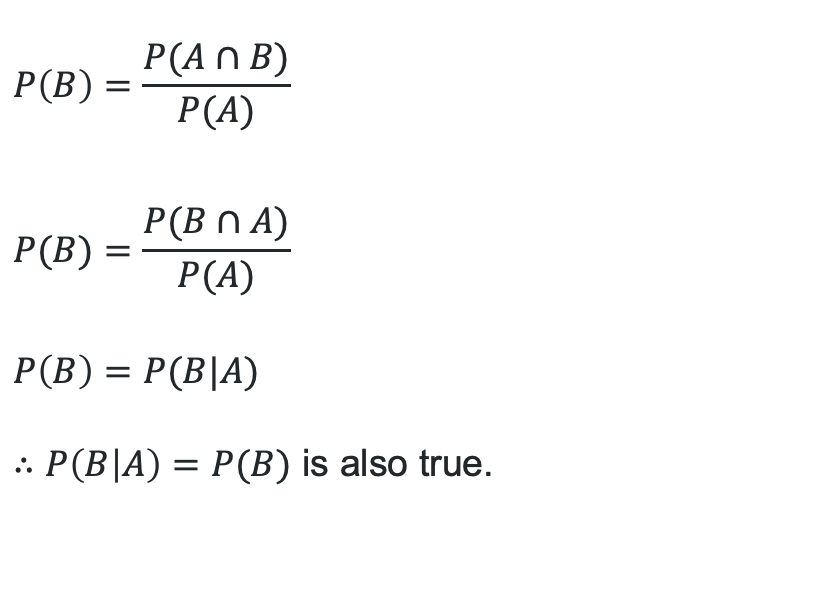 P(B) = P(A ∩ B) / P(A)
P(B) = P(B ∩ A) / P(A)
P(B) = P(B|A)
∴ P(B|A) = P(B) is also true.